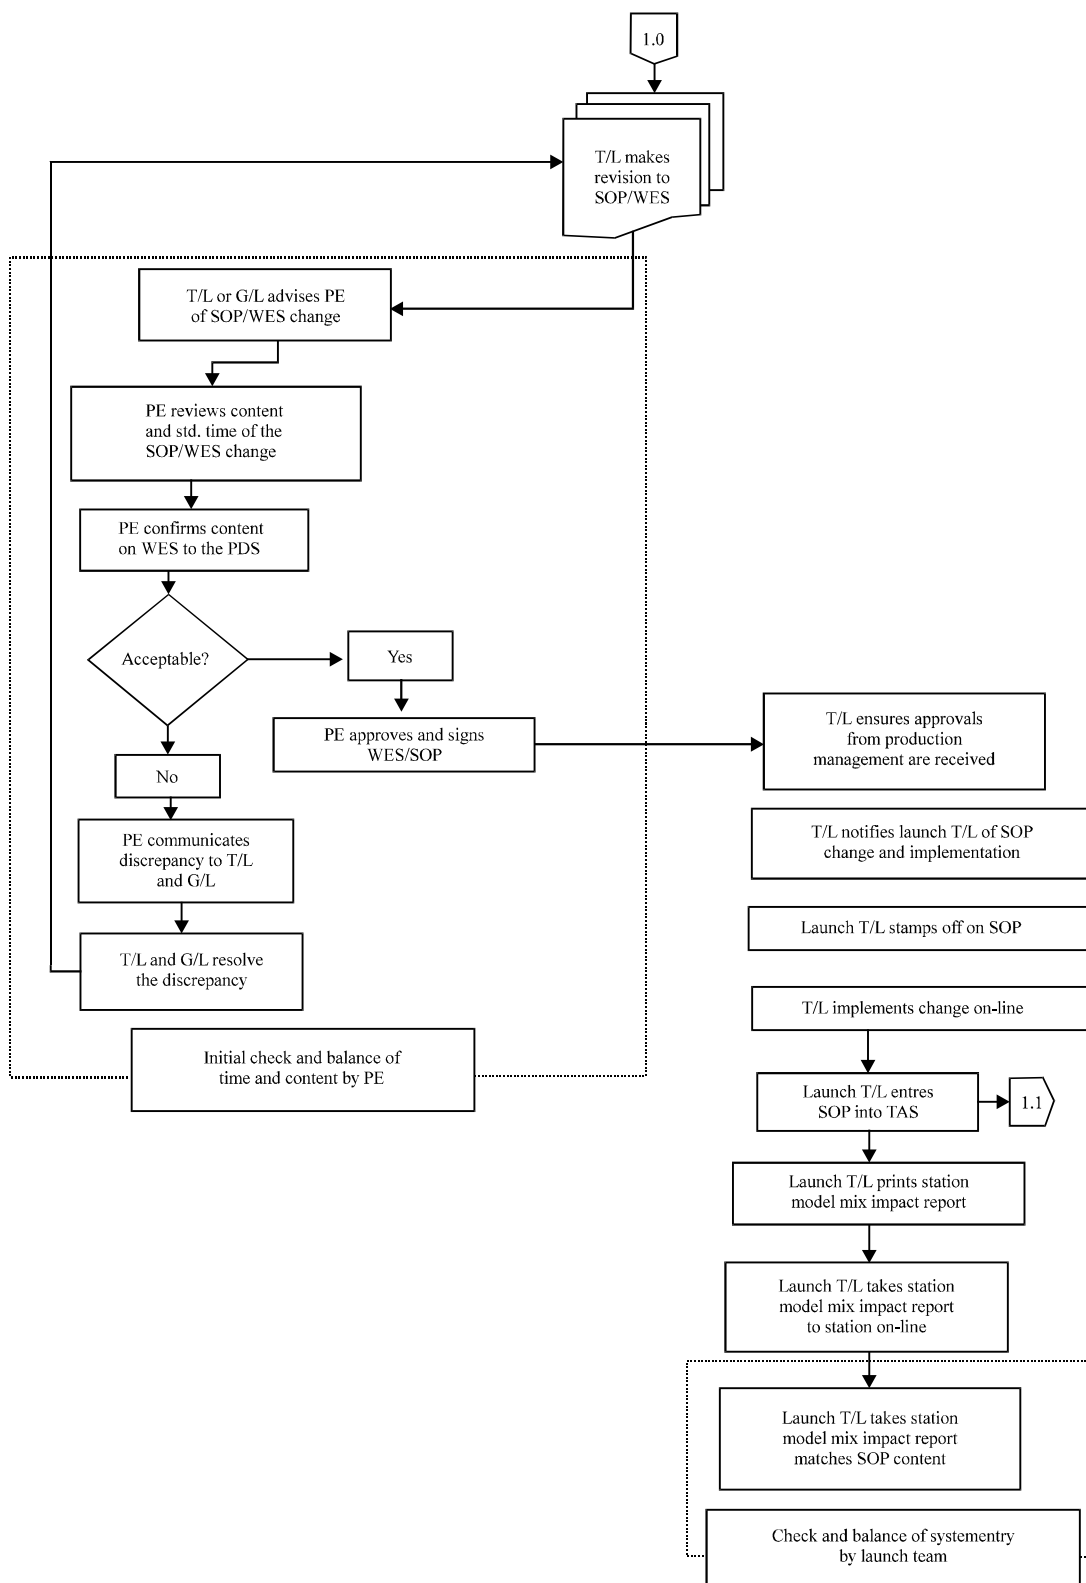 1.0
T/L makes
revision to
SOP/WES
T/L or G/L advises PE
of SOP/WES change
PE reviews content
and std. time of the
SOP/WES change
PE confirms content
on WES to the PDS
Acceptable?
Yes
PE approves and signs
WES/SOP
No
PE communicates
discrepancy to T/L
and G/L
T/L and G/L resolve
the discrepancy
Initial check and balance of
time and content by PE
T/L ensures approvals
from production
management are received
T/L notifies launch T/L of SOP
change and implementation
Launch T/L stamps off on SOP
T/L implements change on-line
Launch T/L entres
SOP into TAS
1.1
Launch T/L prints station
model mix impact report
Launch T/L takes station
model mix impact report
to station on-line
Launch T/L takes station
model mix impact report
matches SOP content
Check and balance of systementry
by launch team